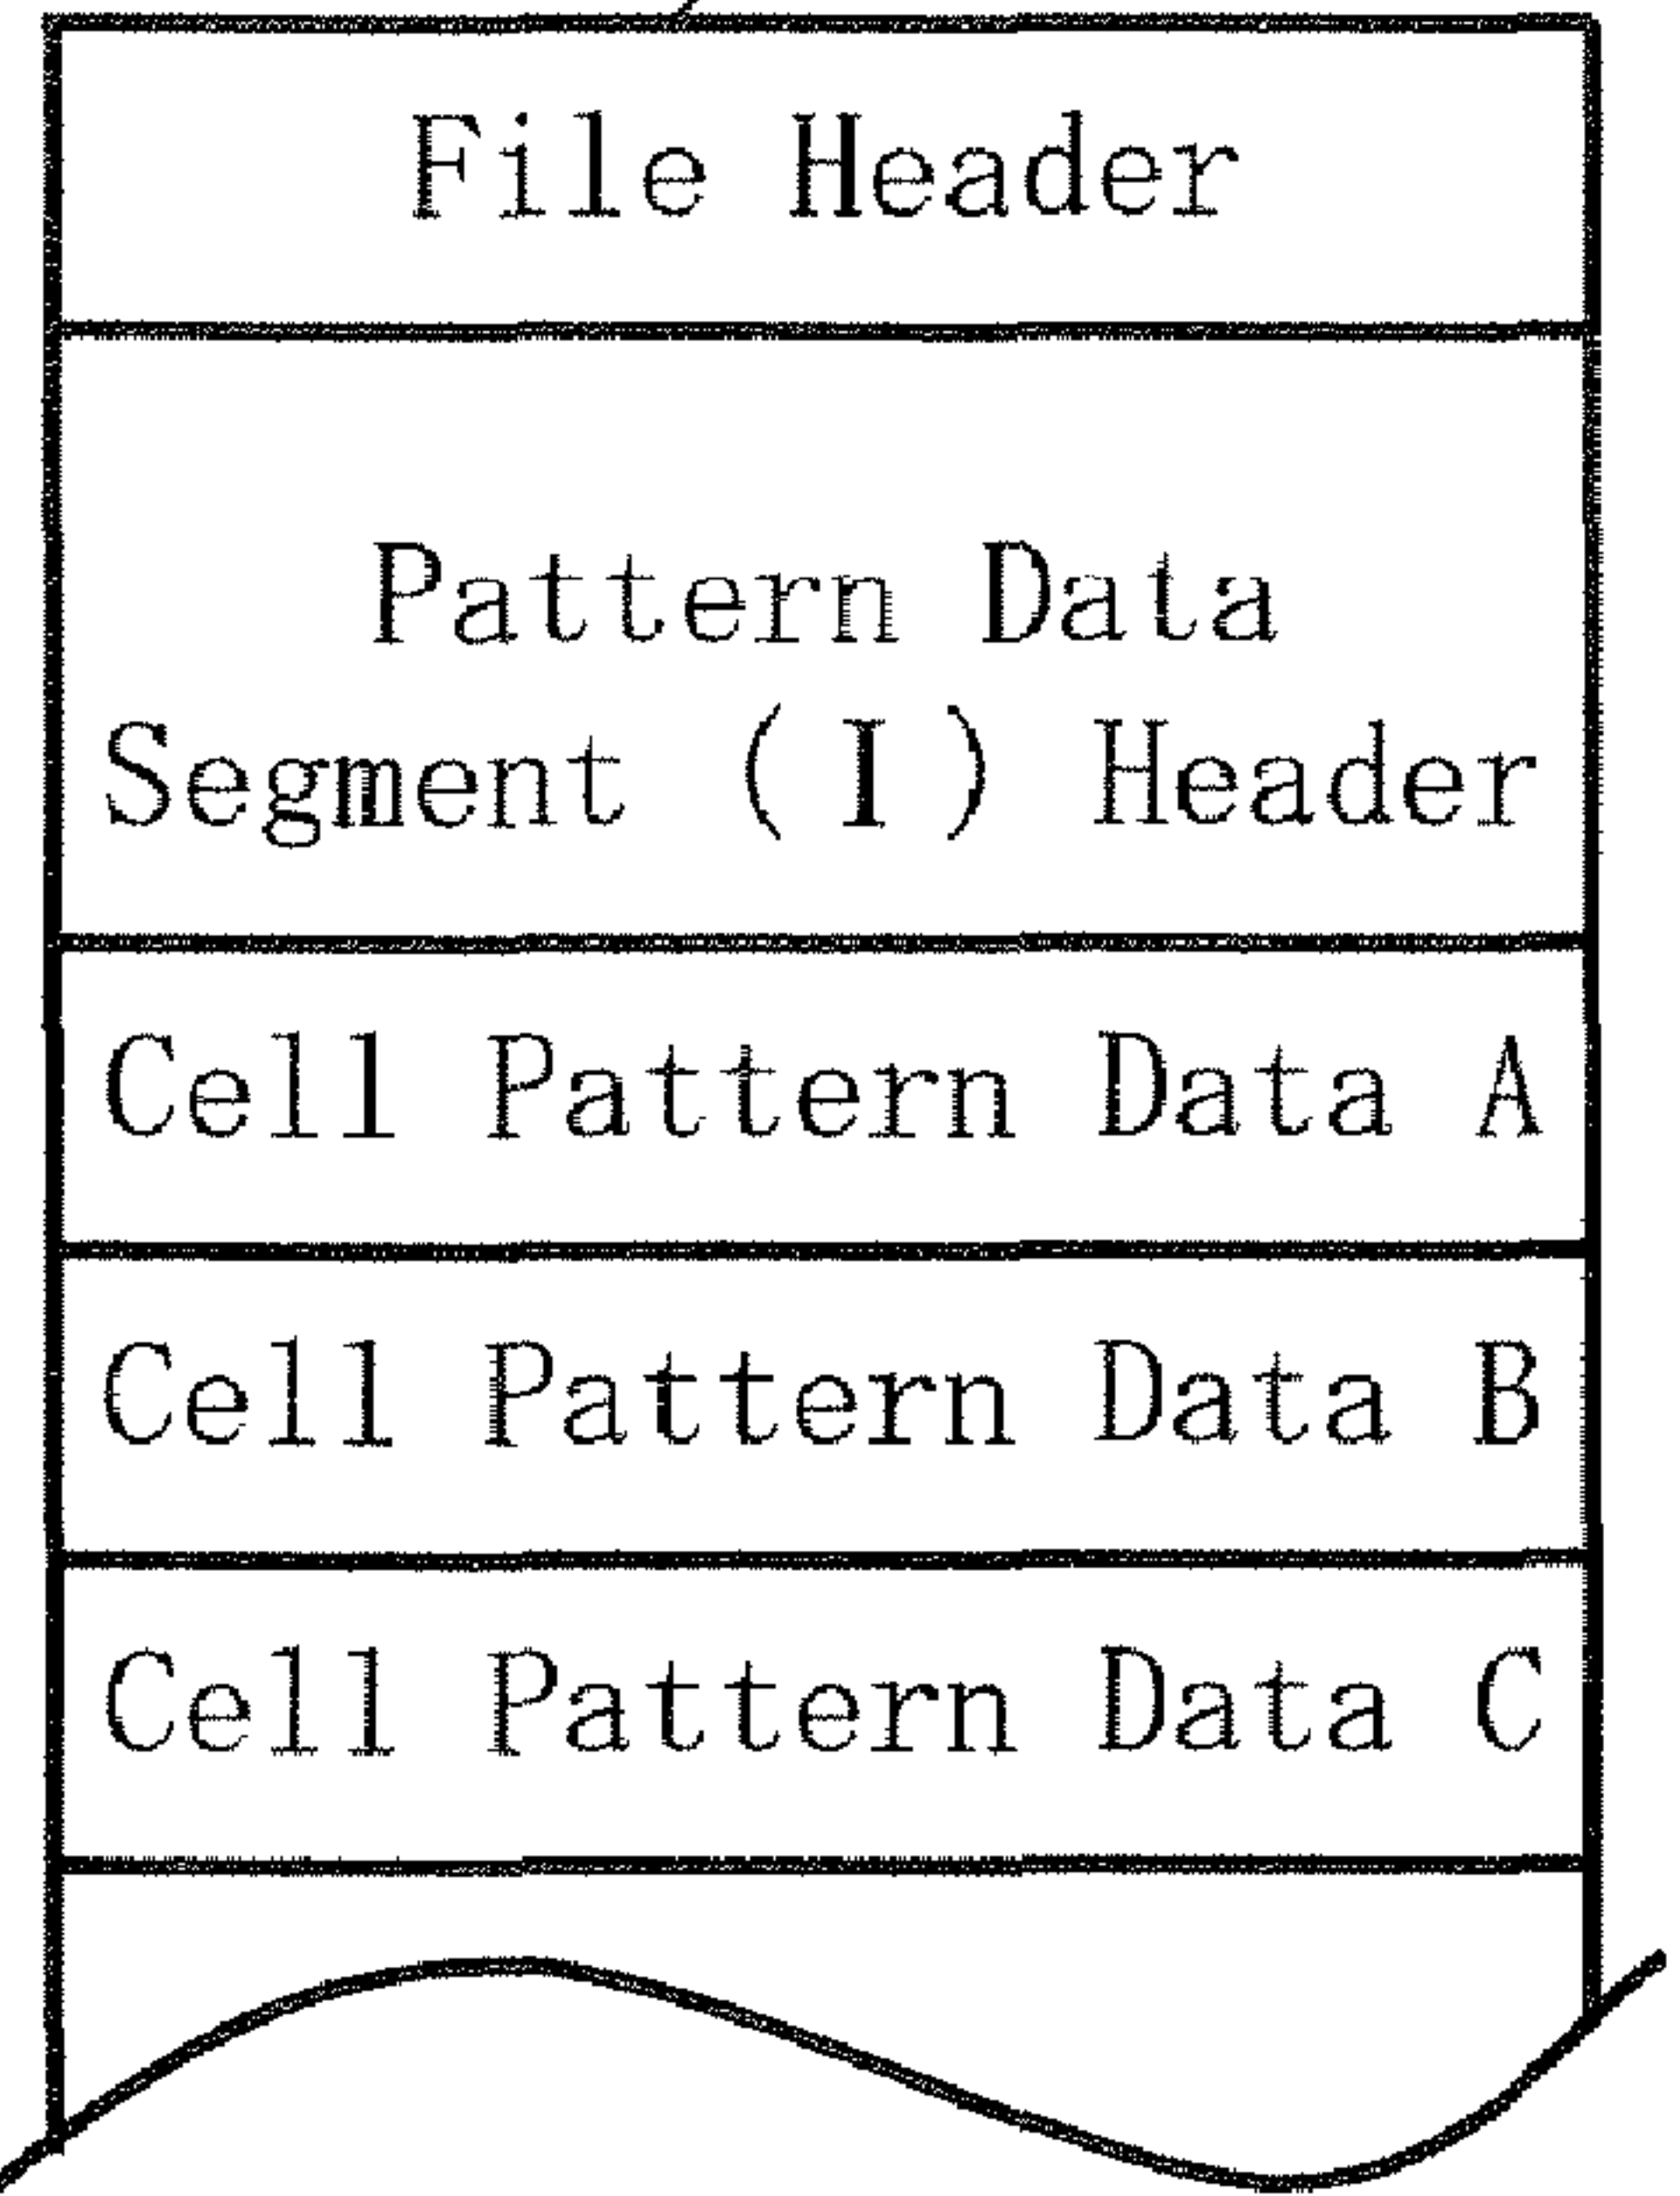 File Header
Pattern Data
Segment (I) Header
Cell Pattern Data A
Cell Pattern Data B
Cell Pattern Data C